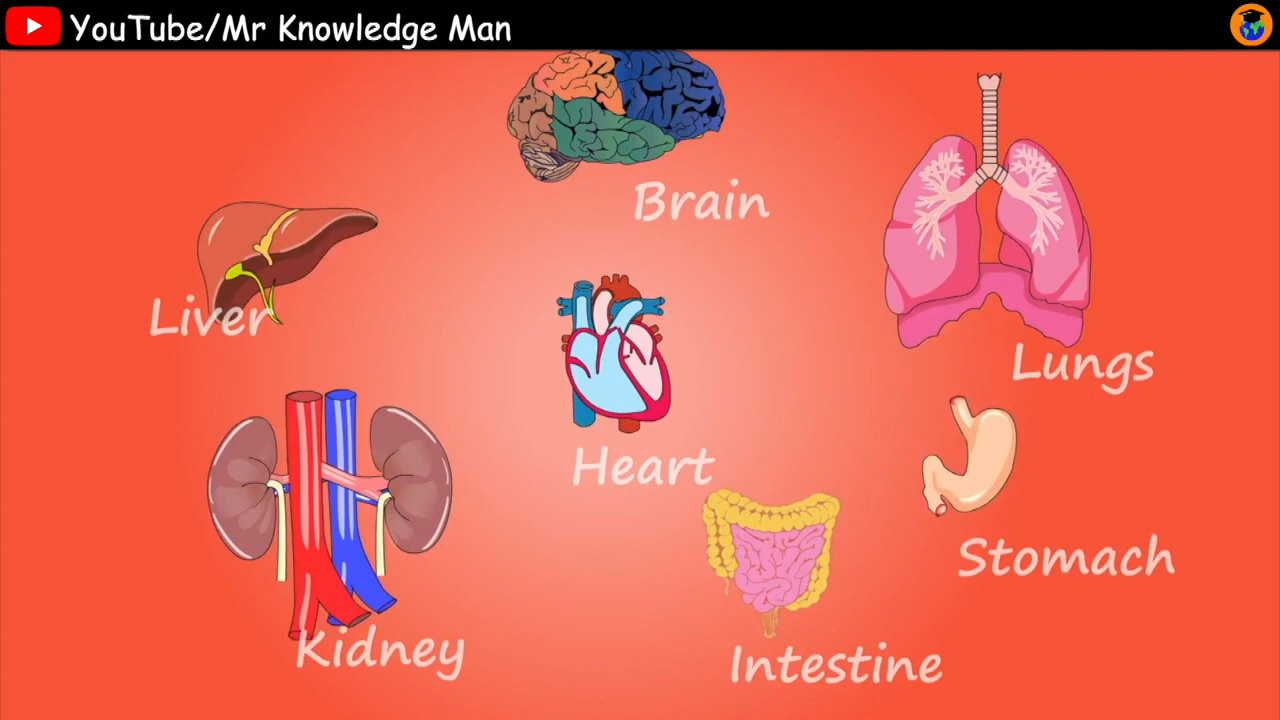 YouTube/Mr Knowledge Man
Brain
Liver
Lungs
Heart
Stomach
Kidney
Intestine